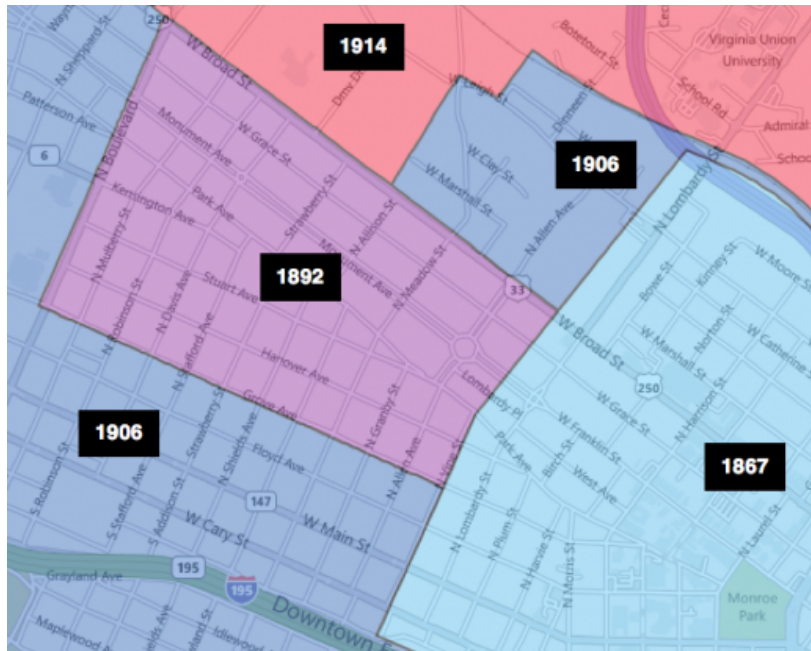 250
W Broad St
N Sheppard St
1914
Botetourt St
Virginia Union
University
School Rd
Admiral
W Leigh St
Dineen St
Patterson Ave
N Boulevard
Monument Ave
W Grace St
W Clay St
1906
6
Kensington Ave
Park Ave
Strawberry St
N Allison St
W Marshall St
N Allen Ave
N Lombardy St
N Mulberry St
1892
Monument Ave
N Meadow St
Bowe St
Kinney St
W Moore St
Stuart Ave
33
N Robinson St
N Davis Ave
N Stafford Ave
Hanover Ave
W Broad St
W Marshall St
Norton St
W Catherine St
250
Lombardy Pl
W Grace St
N Harrison St
Grove Ave
N Granby St
1906
Strawberry St
N Shields Ave
Floyd Ave
N Allen Ave
N Vine St
Park Ave
Birch St
W Franklin St
West Ave
1867
S Robinson St
S Stafford Ave
S Addison St
147
W Main St
N Lombardy St
N Plum St
N Laurel St
W Cary St
N Harvie St
N Morris St
Grayland Ave
195
195
Downtown
Monroe
Park
Maplewood Ave
Idlewood